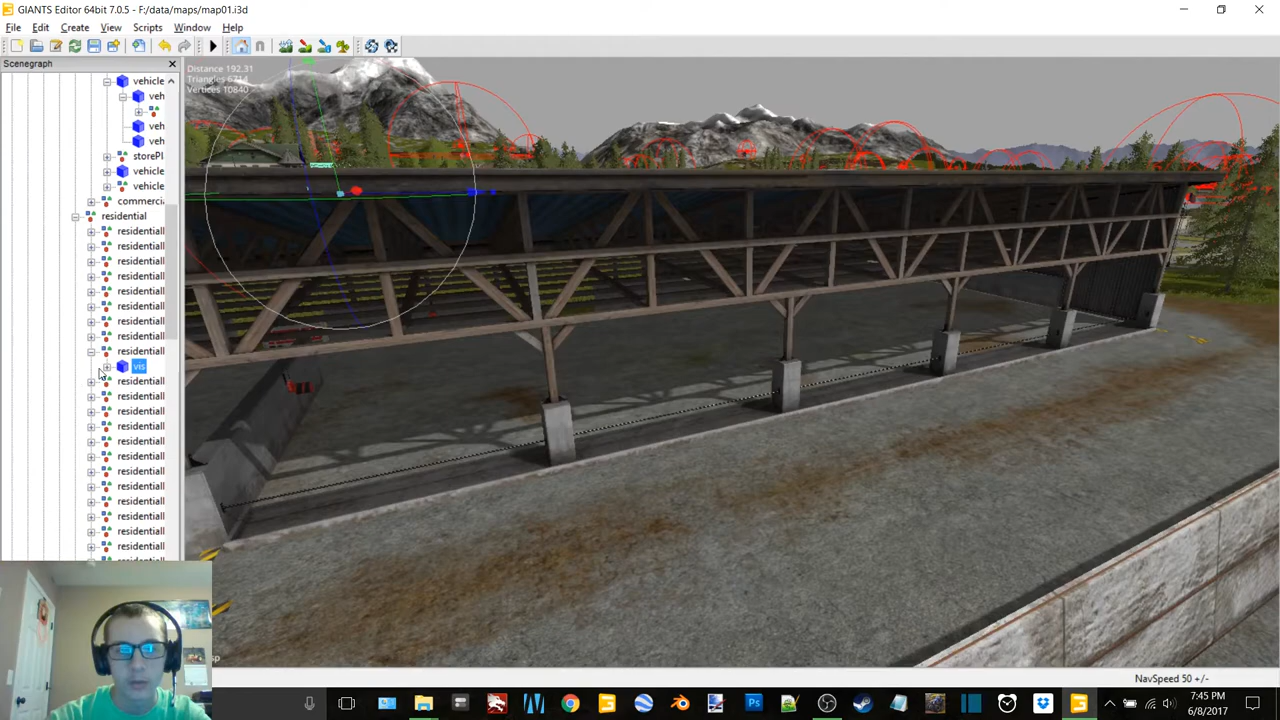 GIANTS Editor 64bit 7.0.5 - F:/data/maps/map01.i3d
File Edit Create View Scripts Window Help
Scenegraph
Distance 192.31
Triangles 6714
Vertices 10840
vehicle
veh
veh
veh
storePl
vehicle
vehicle
commercia
residential
residentiall
residentiall
residentiall
residentiall
residentiall
residentiall
residentiall
residentiall
residentiall
vis
residentiall
residentiall
residentiall
residentiall
residentiall
residentiall
residentiall
residentiall
residentiall
residentiall
residentiall
residentiall
NavSpeed 50 +/-
7:45 PM
6/8/2017